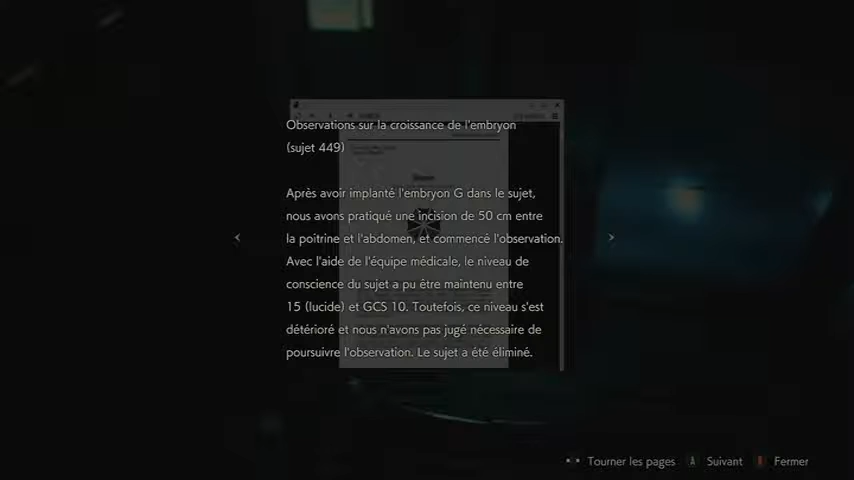 Observations sur la croissance de l'embryon
(sujet 449)
Après avoir implanté l'embryon G dans le sujet,
nous avons pratiqué une incision de 50 cm entre
la poitrine et l'abdomen, et commencé l'observation.
Avec l'aide de l'équipe médicale, le niveau de
conscience du sujet a pu être maintenu entre
15 (lucide) et GCS 10. Toutefois, ce niveau s'est
détérioré et nous n'avons pas jugé nécessaire de
poursuivre l'observation. Le sujet a été éliminé.
Tourner les pages A Suivant B Fermer